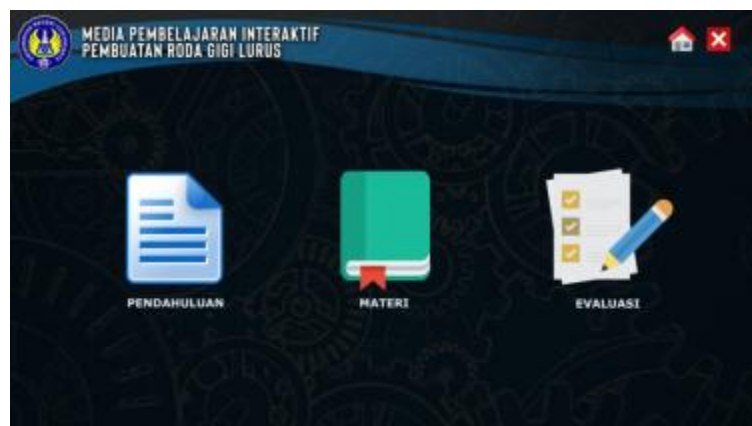 MEDIA PEMBELAJARAN INTERAKTIF
PEMBUATAN RODA GIGI LURUS
PENDAHULUAN
MATERI
EVALUASI